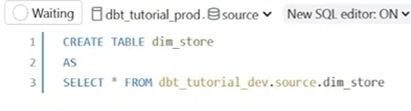 Waiting dbt_tutorial_prod. source New SQL editor: ON
1 CREATE TABLE dim_store
2 AS
3 SELECT * FROM dbt_tutorial_dev.source.dim_store